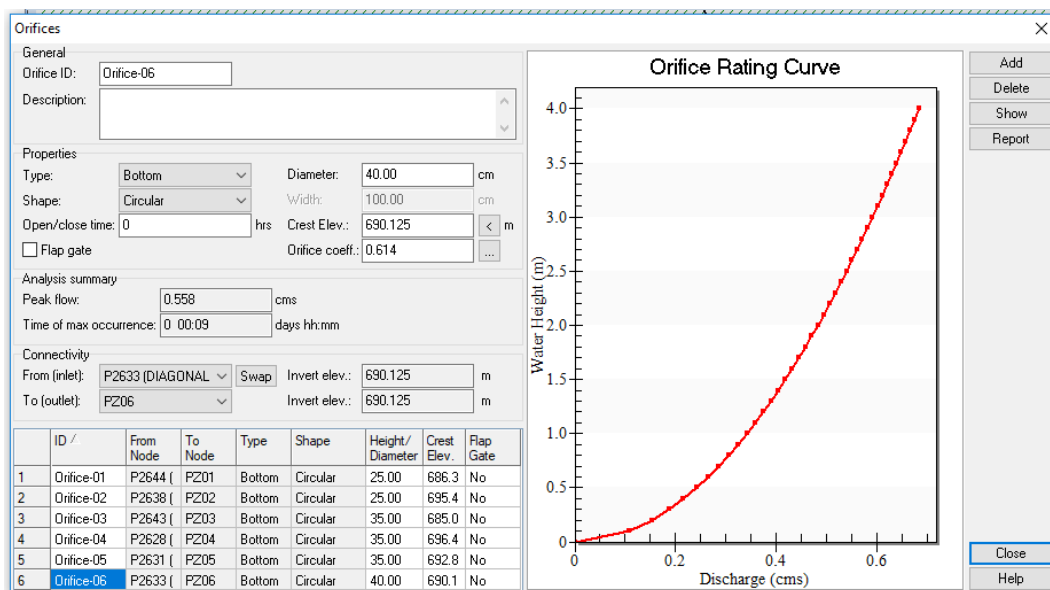 Orifices
General
Orifice ID: Orifice-06
Description:
Properties
Type: Bottom Diameter: 40.00 cm
Shape: Circular Width: 100.00 cm
Open/close time: 0 hrs Crest Elev.: 690.125 < m
Flap gate Orifice coeff.: 0.614 ...
Analysis summary
Peak flow: 0.558 cms
Time of max occurrence: 0 00:09 days hh:mm
Connectivity
From (inlet): P2633 (DIAGONAL Swap Invert elev.: 690.125 m
To (outlet): PZ06 Invert elev.: 690.125 m
ID From Node To Node Type Shape Height/ Diameter Crest Elev. Flap Gate
1 Orifice-01 P2644 ( PZ01 Bottom Circular 25.00 686.3 No
2 Orifice-02 P2638 ( PZ02 Bottom Circular 25.00 695.4 No
3 Orifice-03 P2643 ( PZ03 Bottom Circular 35.00 685.0 No
4 Orifice-04 P2628 ( PZ04 Bottom Circular 35.00 696.4 No
5 Orifice-05 P2631 ( PZ05 Bottom Circular 35.00 692.8 No
6 Orifice-06 P2633 ( PZ06 Bottom Circular 40.00 690.1 No
Orifice Rating Curve
4.0
3.5
3.0
2.5
2.0
1.5
1.0
0.5
0
Water Height (m)
0 0.2 0.4 0.6
Discharge (cms)
Add
Delete
Show
Report
Close
Help